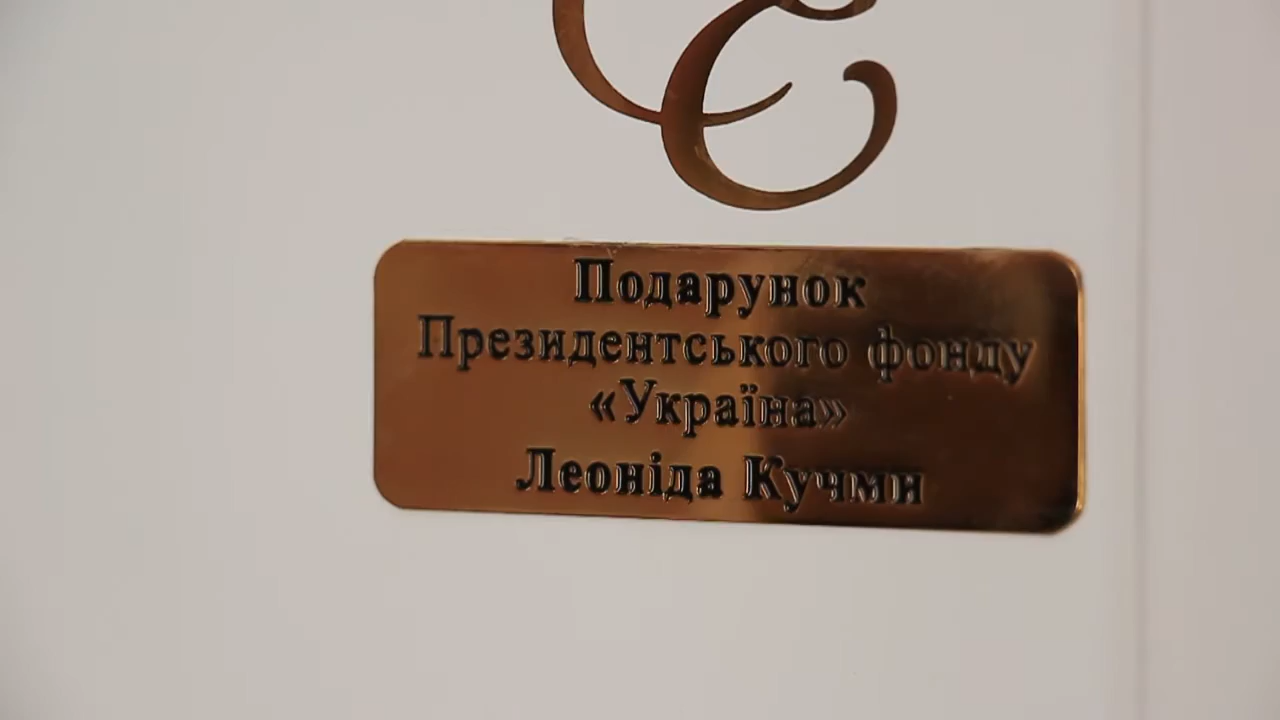 Подарунок
Президентського фонду
«Україна»
Леоніда Кучми